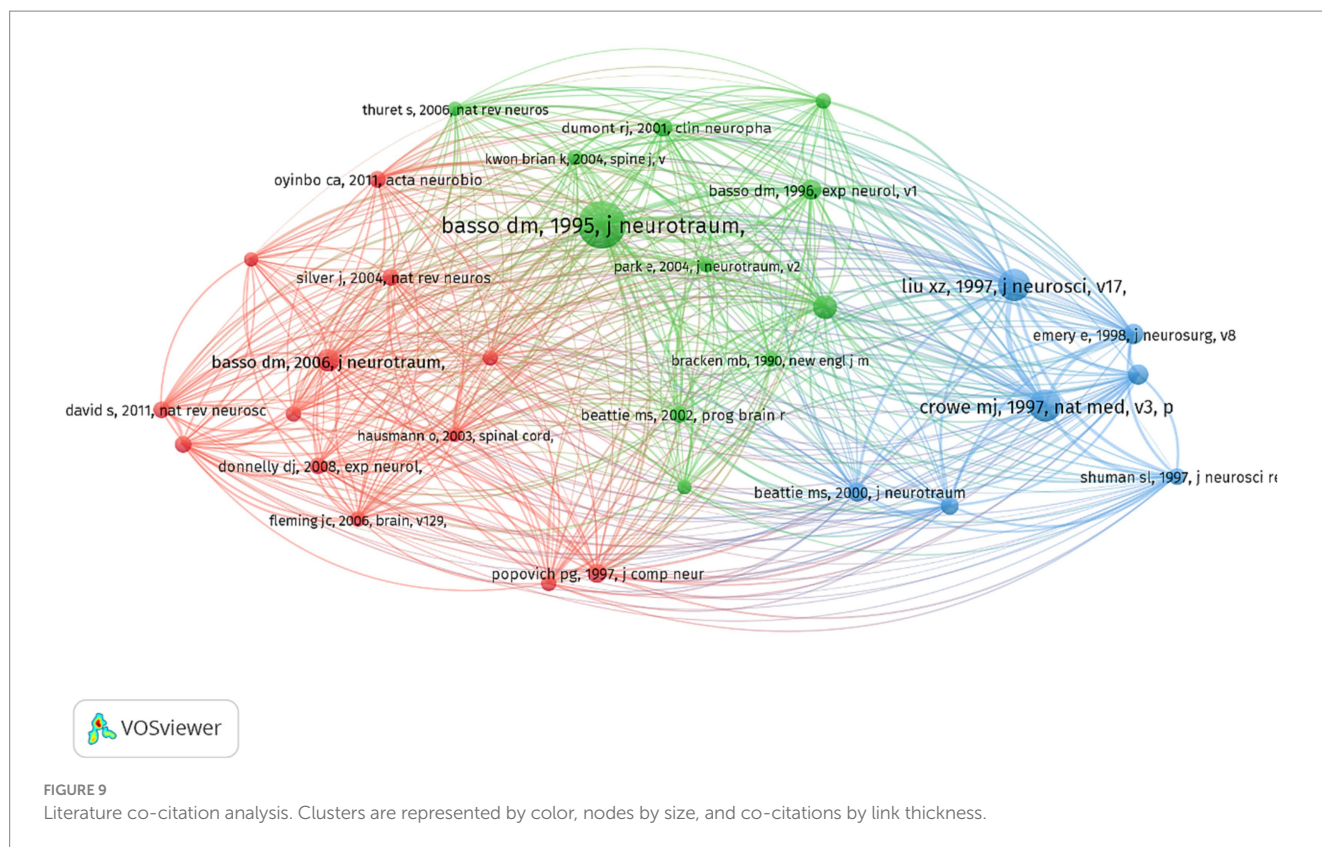 thuret s, 2006, nat rev neuros
dumont rj, 2001, clin neuropha
kwon brian k, 2004, spine j, v
oyinbo ca, 2011, acta neurobio
basso dm, 1996, exp neurol, v1
basso dm, 1995, j neurotraum,
park e, 2004, j neurotraum, v2
silver j, 2004, nat rev neuros
liu xz, 1997, j neurosci, v17,
emery e, 1998, j neurosurg, v8
basso dm, 2006, j neurotraum,
bracken mb, 1990, new engl j m
david s, 2011, nat rev neurosc
crowe mj, 1997, nat med, v3, p
beattie ms, 2002, prog brain r
hausmann o, 2003, spinal cord,
donnelly dj, 2008, exp neurol,
shuman sl, 1997, j neurosci re
beattie ms, 2000, j neurotraum
fleming jc, 2006, brain, v129,
popovich pg, 1997, j comp neur
VOSviewer
FIGURE 9
Literature co-citation analysis. Clusters are represented by color, nodes by size, and co-citations by link thickness.